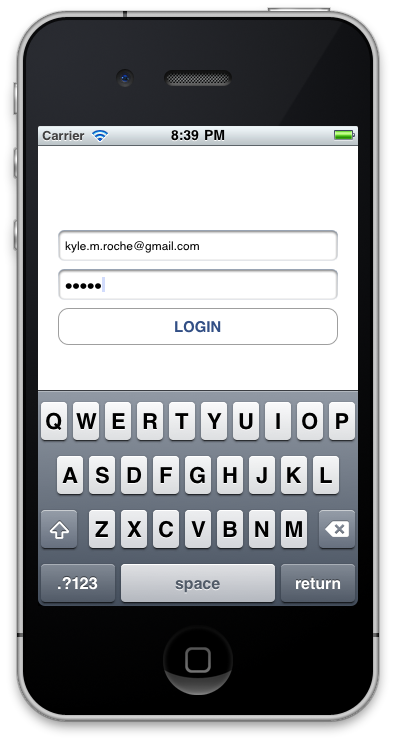 Carrier 8:39 PM
kyle.m.roche@gmail.com
●●●●●
LOGIN
Q W E R T Y U I O P
A S D F G H J K L
Z X C V B N M
.?123 space return